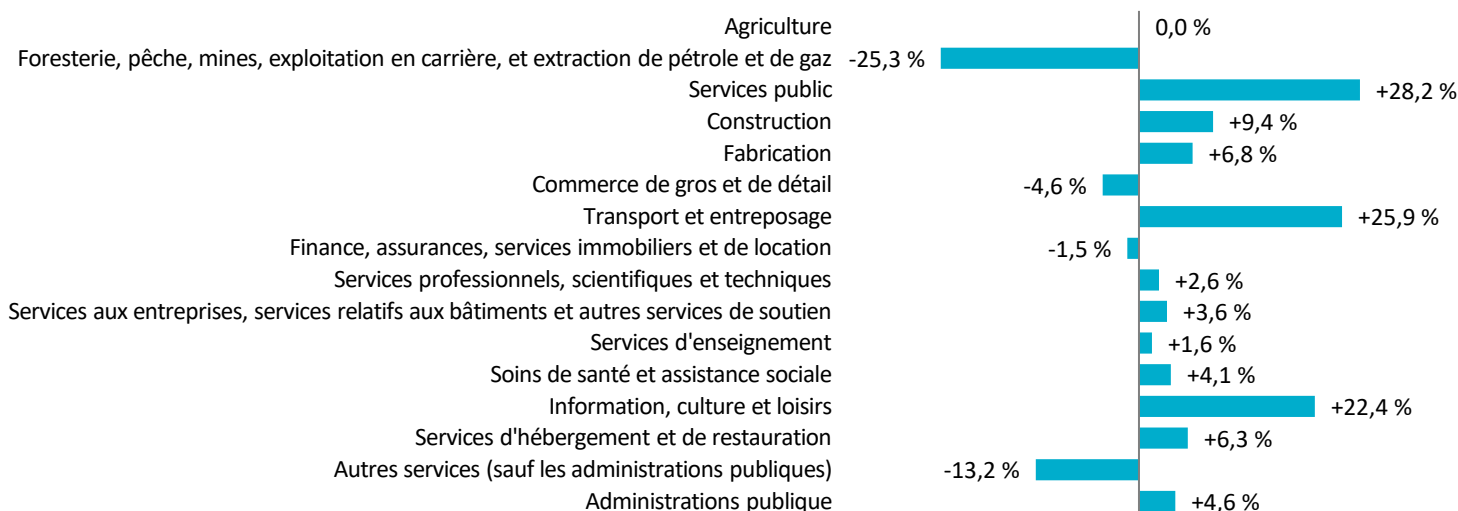 Agriculture 0,0 %
Foresterie, pêche, mines, exploitation en carrière, et extraction de pétrole et de gaz -25,3 %
Services public +28,2 %
Construction +9,4 %
Fabrication +6,8 %
Commerce de gros et de détail -4,6 %
Transport et entreposage +25,9 %
Finance, assurances, services immobiliers et de location -1,5 %
Services professionnels, scientifiques et techniques +2,6 %
Services aux entreprises, services relatifs aux bâtiments et autres services de soutien +3,6 %
Services d'enseignement +1,6 %
Soins de santé et assistance sociale +4,1 %
Information, culture et loisirs +22,4 %
Services d'hébergement et de restauration +6,3 %
Autres services (sauf les administrations publiques) -13,2 %
Administrations publique +4,6 %